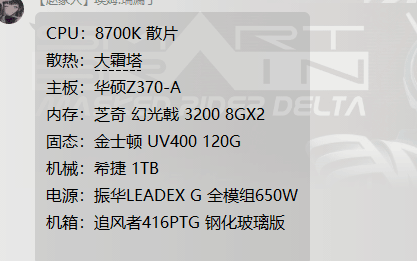 CPU：8700K 散片
散热：大霜塔
主板：华硕Z370-A
内存：芝奇 幻光戟 3200 8GX2
固态：金士顿 UV400 120G
机械：希捷 1TB
电源：振华LEADEX G 全模组650W
机箱：追风者416PTG 钢化玻璃版